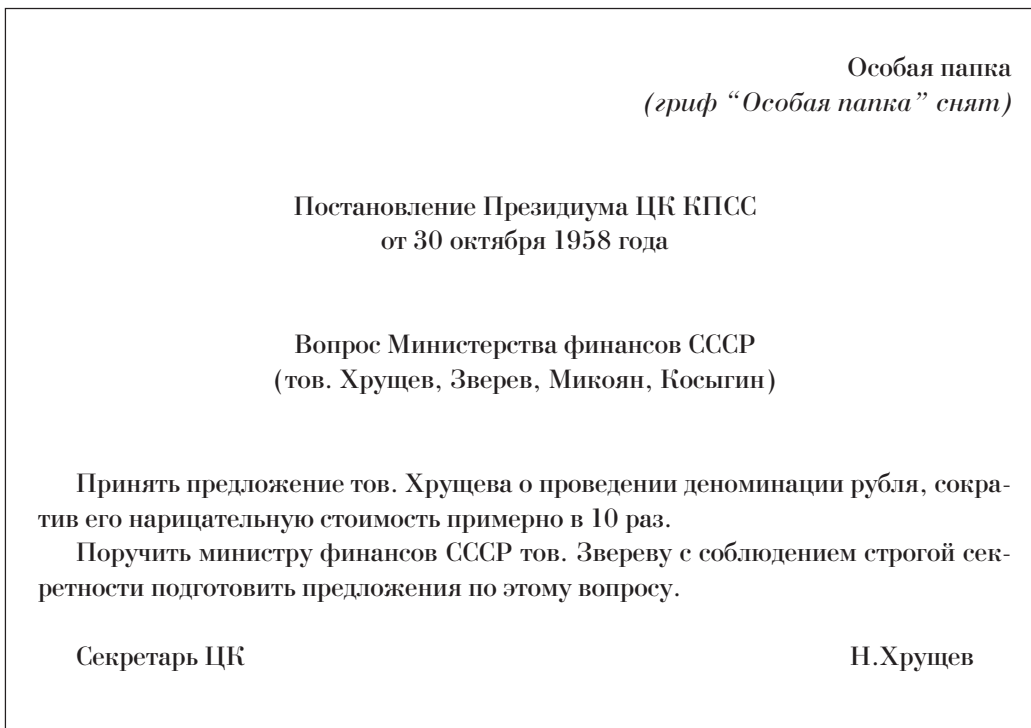 Особая папка
(гриф “Особая папка” снят)
Постановление Президиума ЦК КПСС
от 30 октября 1958 года
Вопрос Министерства финансов СССР
(тов. Хрущев, Зверев, Микоян, Косыгин)
Принять предложение тов. Хрущева о проведении деноминации рубля, сокра-
тив его нарицательную стоимость примерно в 10 раз.
Поручить министру финансов СССР тов. Звереву с соблюдением строгой сек-
ретности подготовить предложения по этому вопросу.
Секретарь ЦК Н.Хрущев